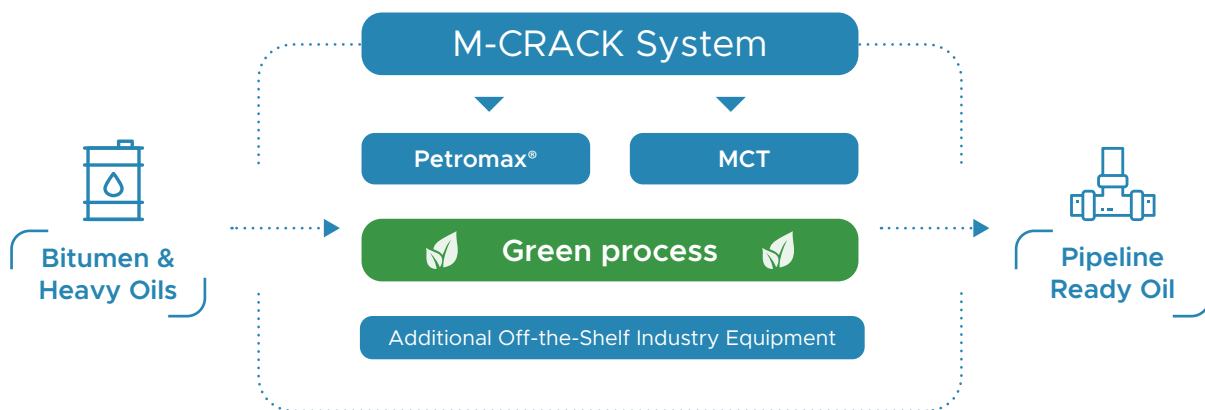 M-CRACK System
Petromax®
MCT
Bitumen &
Heavy Oils
Green process
Pipeline
Ready Oil
Additional Off-the-Shelf Industry Equipment